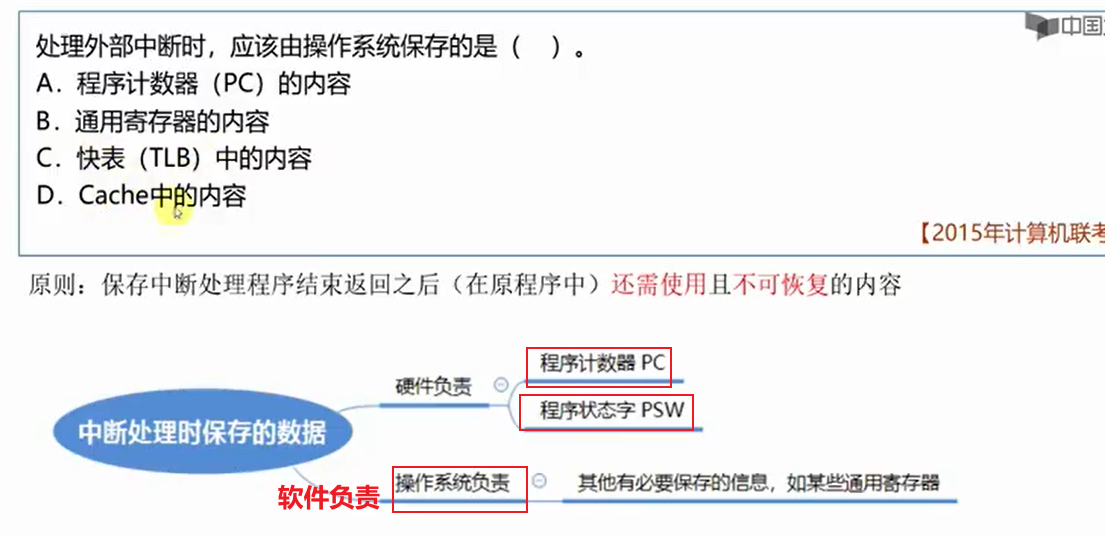 中国
处理外部中断时，应该由操作系统保存的是（ ）。
A．程序计数器（PC）的内容
B．通用寄存器的内容
C．快表（TLB）中的内容
D．Cache中的内容
【2015年计算机联考
原则：保存中断处理程序结束返回之后（在原程序中）还需使用且不可恢复的内容
程序计数器 PC
硬件负责
程序状态字 PSW
中断处理时保存的数据
软件负责
操作系统负责
其他有必要保存的信息，如某些通用寄存器